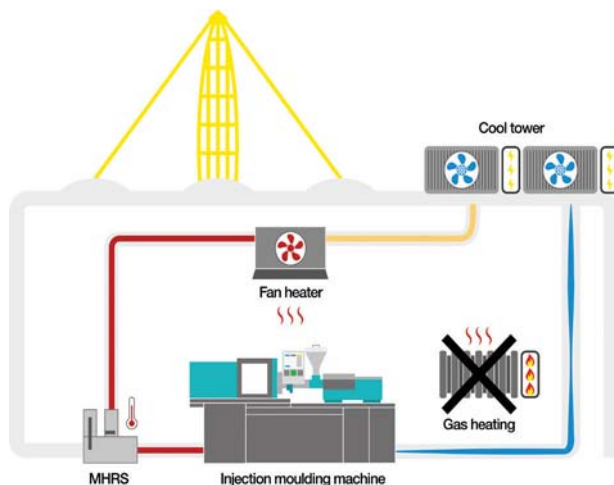 Cool tower
Fan heater
Gas heating
MHRS
Injection moulding machine